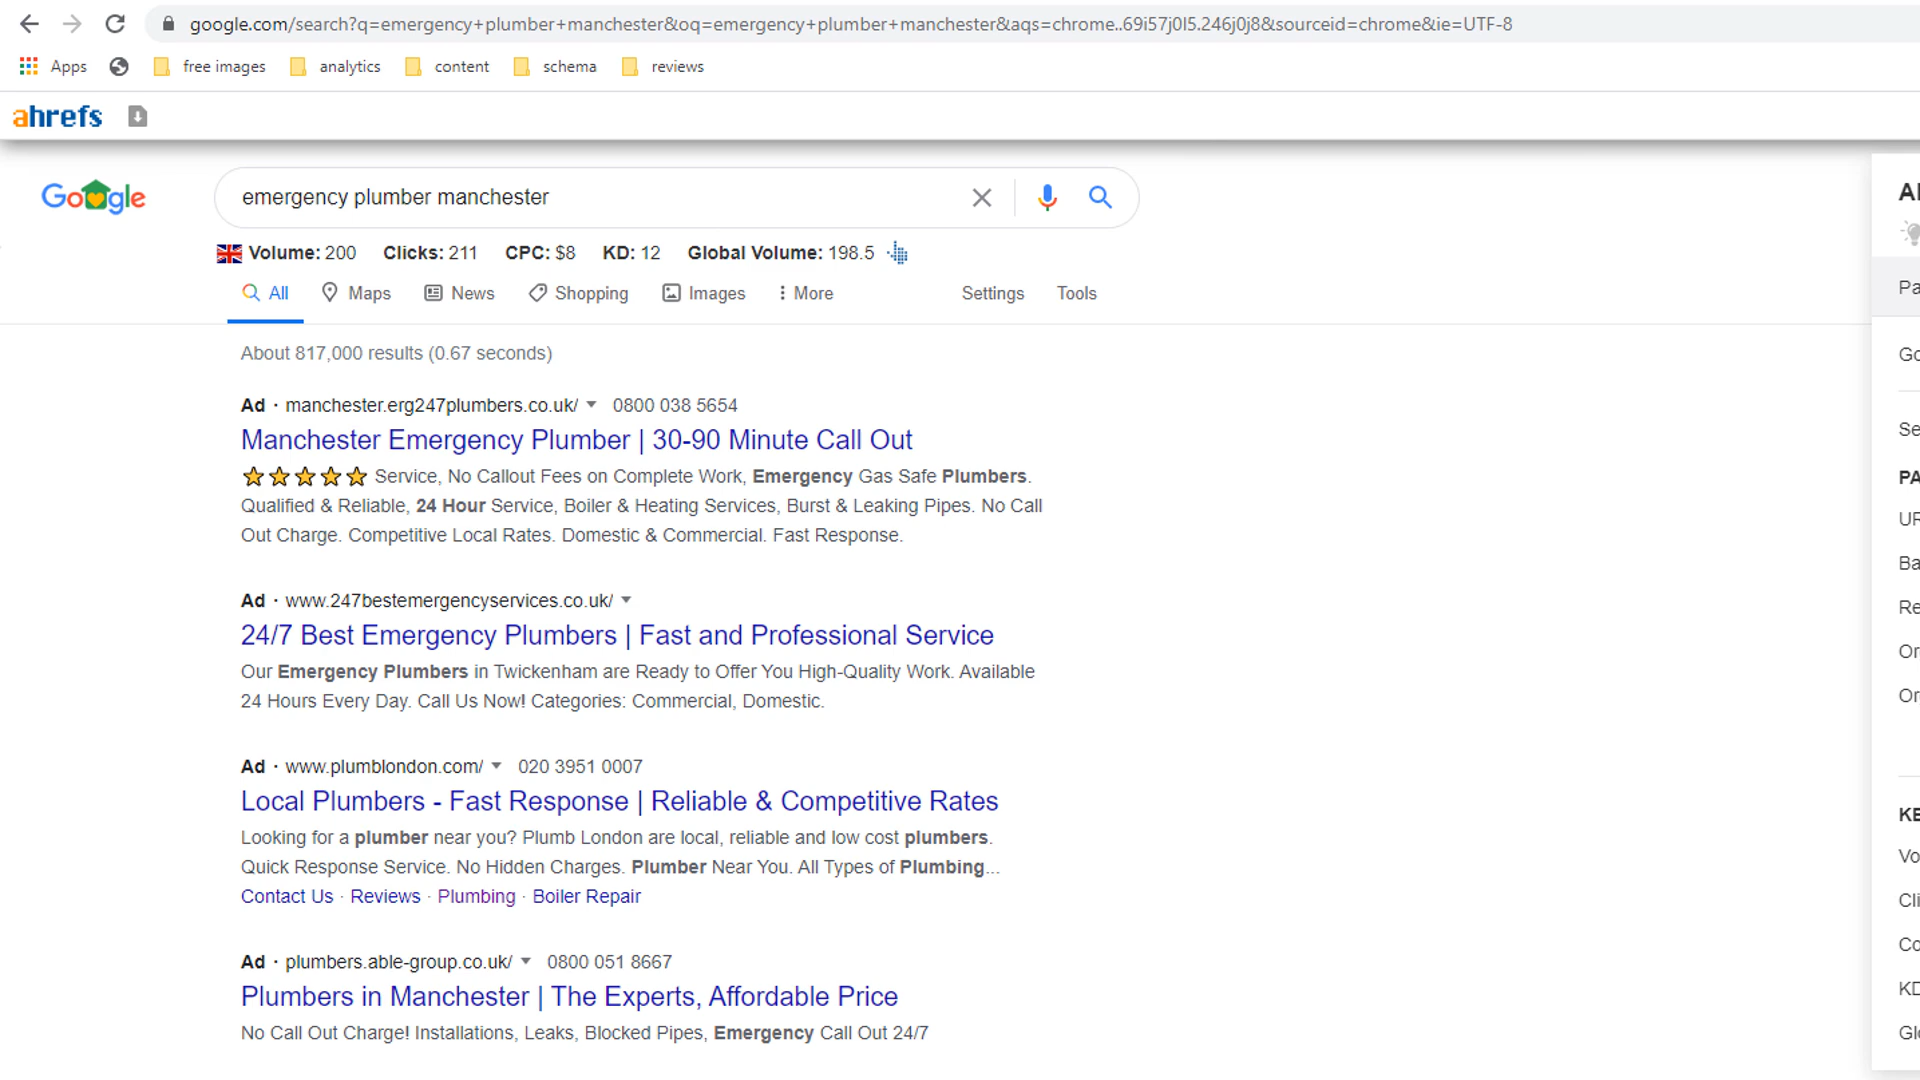 google.com/search?q=emergency+plumber+manchester&oq=emergency+plumber+manchester&aqs=chrome..69i57j0l5.246j0j8&sourceid=chrome&ie=UTF-8
Apps free images analytics content schema reviews
ahrefs
Google
emergency plumber manchester
Volume: 200 Clicks: 211 CPC: $8 KD: 12 Global Volume: 198.5
All Maps News Shopping Images More Settings Tools
About 817,000 results (0.67 seconds)
Ad · manchester.erg247plumbers.co.uk/ 0800 038 5654
Manchester Emergency Plumber | 30-90 Minute Call Out
Service, No Callout Fees on Complete Work, Emergency Gas Safe Plumbers.
Qualified & Reliable, 24 Hour Service, Boiler & Heating Services, Burst & Leaking Pipes. No Call
Out Charge. Competitive Local Rates. Domestic & Commercial. Fast Response.
Ad · www.247bestemergencyservices.co.uk/
24/7 Best Emergency Plumbers | Fast and Professional Service
Our Emergency Plumbers in Twickenham are Ready to Offer You High-Quality Work. Available
24 Hours Every Day. Call Us Now! Categories: Commercial, Domestic.
Ad · www.plumblondon.com/ 020 3951 0007
Local Plumbers - Fast Response | Reliable & Competitive Rates
Looking for a plumber near you? Plumb London are local, reliable and low cost plumbers.
Quick Response Service. No Hidden Charges. Plumber Near You. All Types of Plumbing...
Contact Us · Reviews · Plumbing · Boiler Repair
Ad · plumbers.able-group.co.uk/ 0800 051 8667
Plumbers in Manchester | The Experts, Affordable Price
No Call Out Charge! Installations, Leaks, Blocked Pipes, Emergency Call Out 24/7